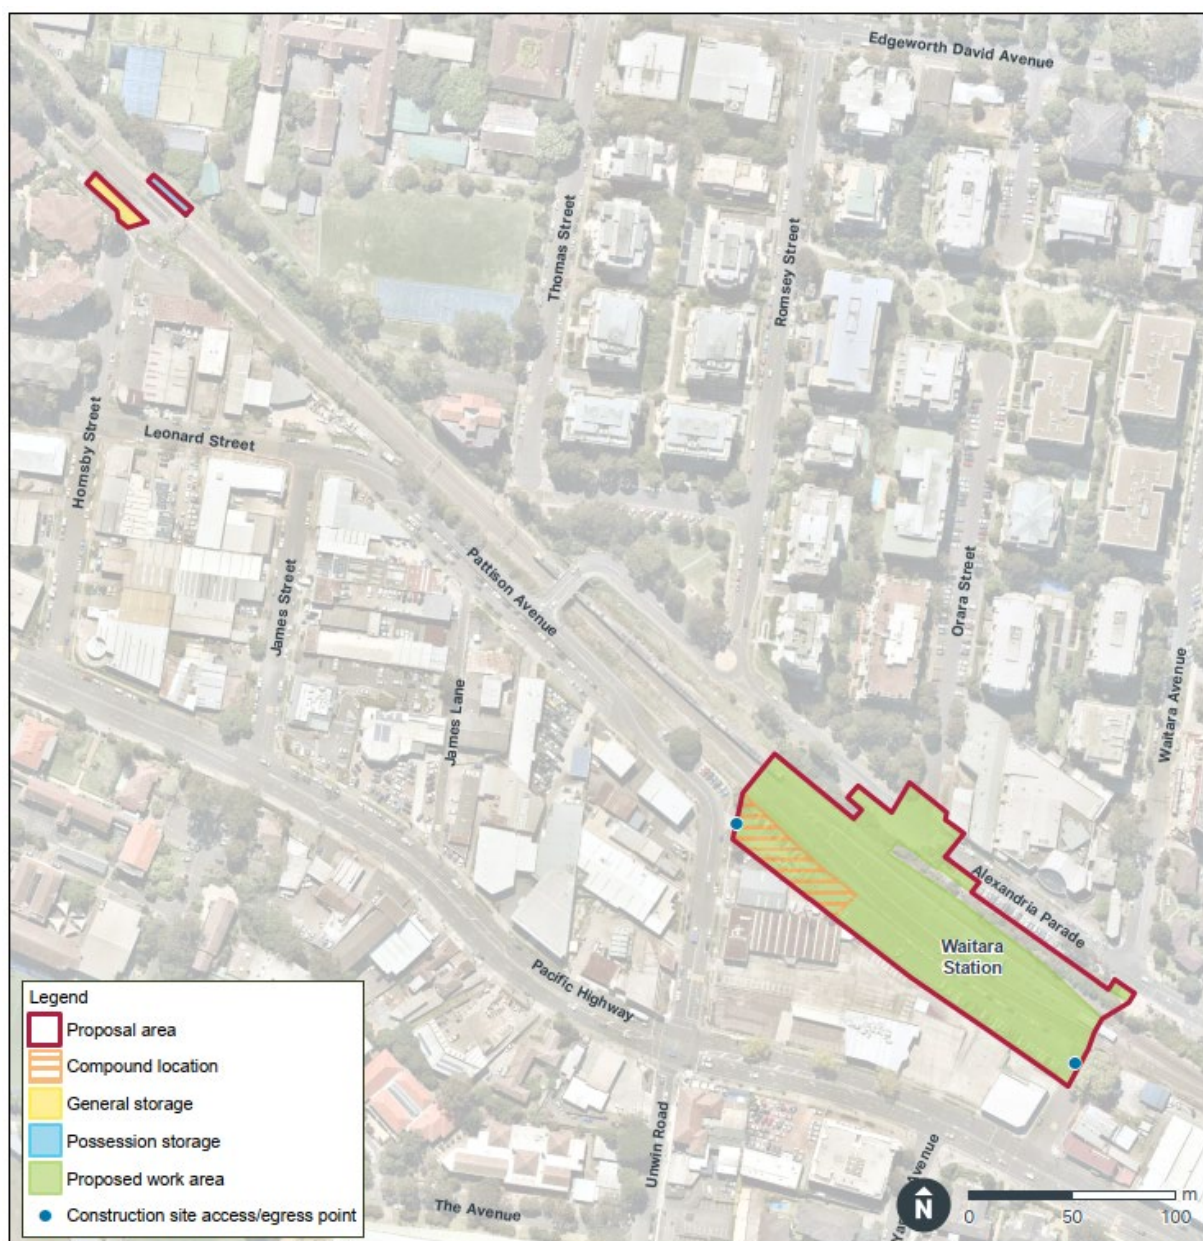 Edgeworth David Avenue
Thomas Street
Romsey Street
Hornsby Street
Leonard Street
James Street
Pattison Avenue
James Lane
Orara Street
Waitara Avenue
Alexandria Parade
Waitara
Station
Pacific Highway
Unwin Road
The Avenue
Avenue
Legend
Proposal area
Compound location
General storage
Possession storage
Proposed work area
Construction site access/egress point
N
m
0 50 100